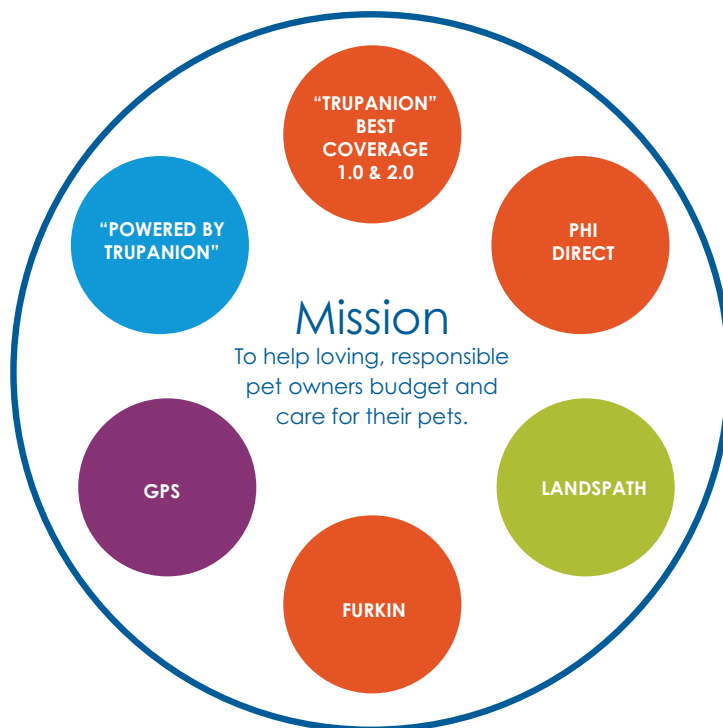 “TRUPANION”
BEST
COVERAGE
1.0 & 2.0
“POWERED BY
TRUPANION”
PHI
DIRECT
Mission
To help loving, responsible
pet owners budget and
care for their pets.
GPS
LANDSPATH
FURKIN